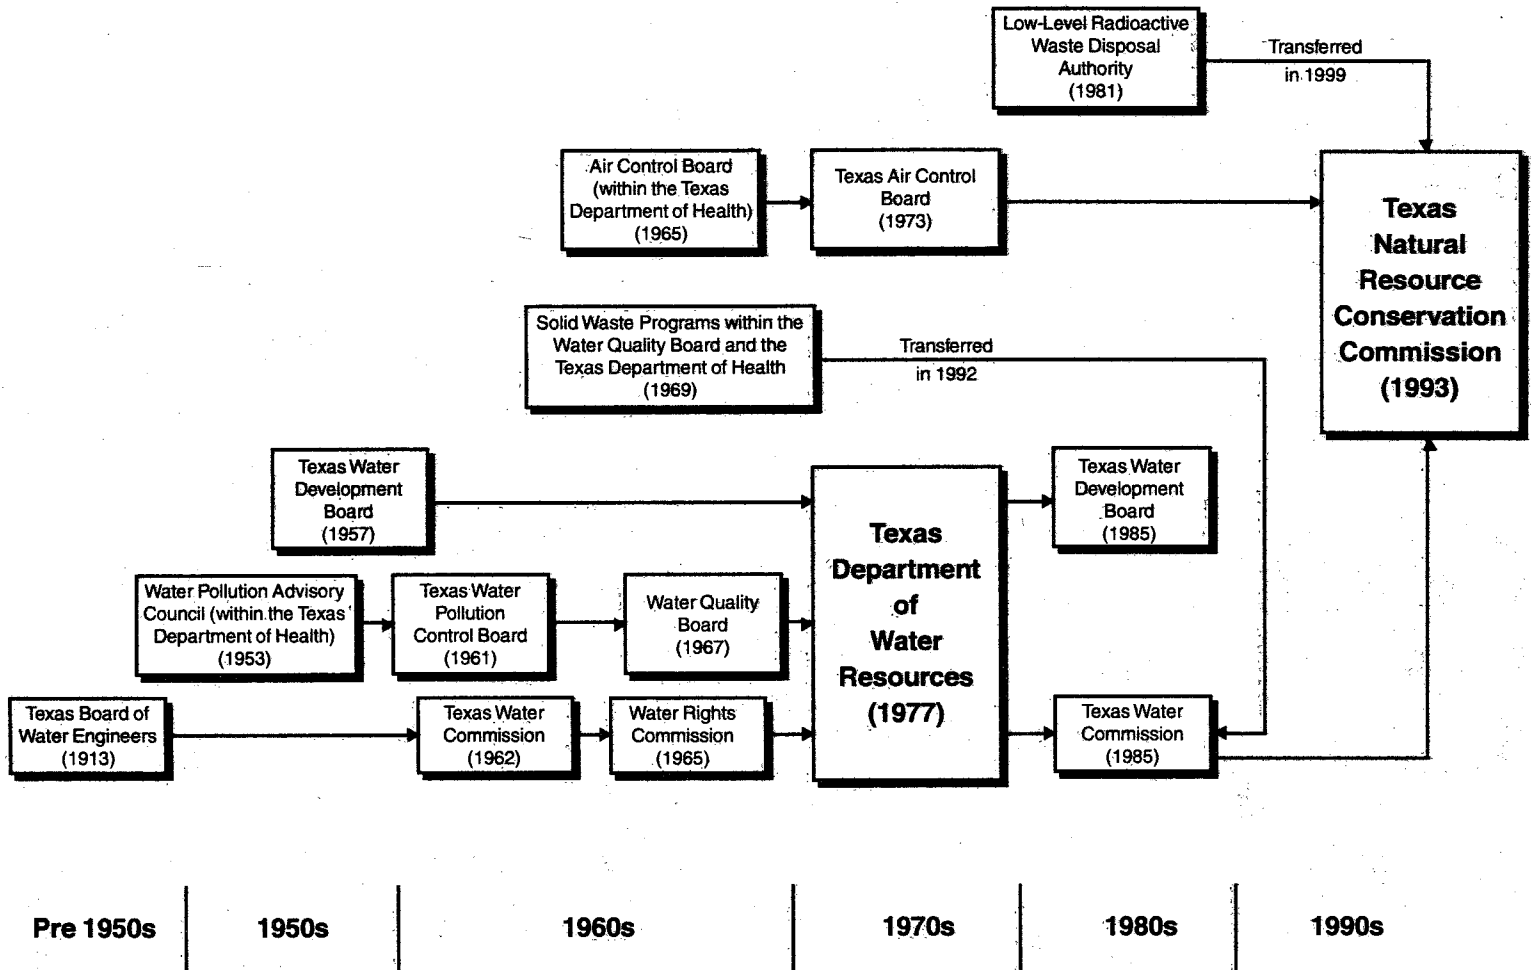 Low-Level Radioactive
Waste Disposal
Authority
(1981)
Transferred
in 1999
Air Control Board
(within the Texas
Department of Health)
(1965)
Texas Air Control
Board
(1973)
Texas
Natural
Resource
Conservation
Commission
(1993)
Solid Waste Programs within the
Water Quality Board and the
Texas Department of Health
(1969)
Transferred
in 1992
Texas Water
Development
Board
(1957)
Texas
Department
of
Water
Resources
(1977)
Texas Water
Development
Board
(1985)
Water Pollution Advisory
Council (within the Texas
Department of Health)
(1953)
Texas Water
Pollution
Control Board
(1961)
Water Quality
Board
(1967)
Texas Board of
Water Engineers
(1913)
Texas Water
Commission
(1962)
Water Rights
Commission
(1965)
Texas Water
Commission
(1985)
Pre 1950s
1950s
1960s
1970s
1980s
1990s